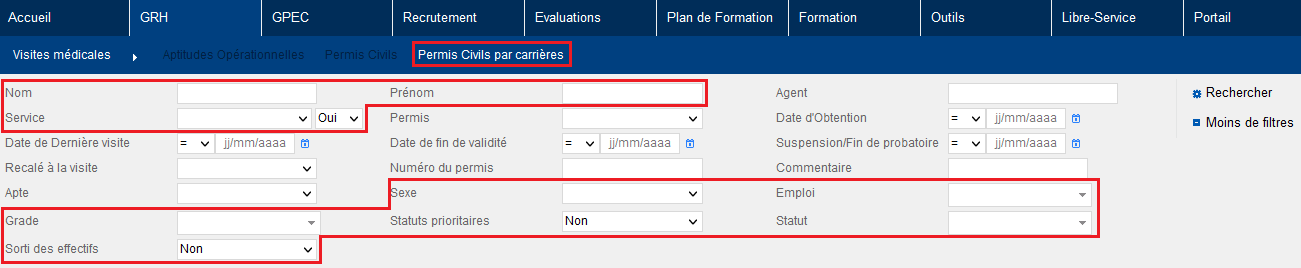 Accueil GRH GPEC Recrutement Evaluations Plan de Formation Formation Outils Libre-Service Portail
Visites médicales Aptitudes Opérationnelles Permis Civils Permis Civils par carrières
Nom Prénom Agent Rechercher
Service Oui Permis Date d'Obtention = jj/mm/aaaa Moins de filtres
Date de Dernière visite = jj/mm/aaaa Date de fin de validité = jj/mm/aaaa Suspension/Fin de probatoire = jj/mm/aaaa
Recalé à la visite Numéro du permis Commentaire
Apte Sexe Emploi
Grade Statuts prioritaires Non Statut
Sorti des effectifs Non